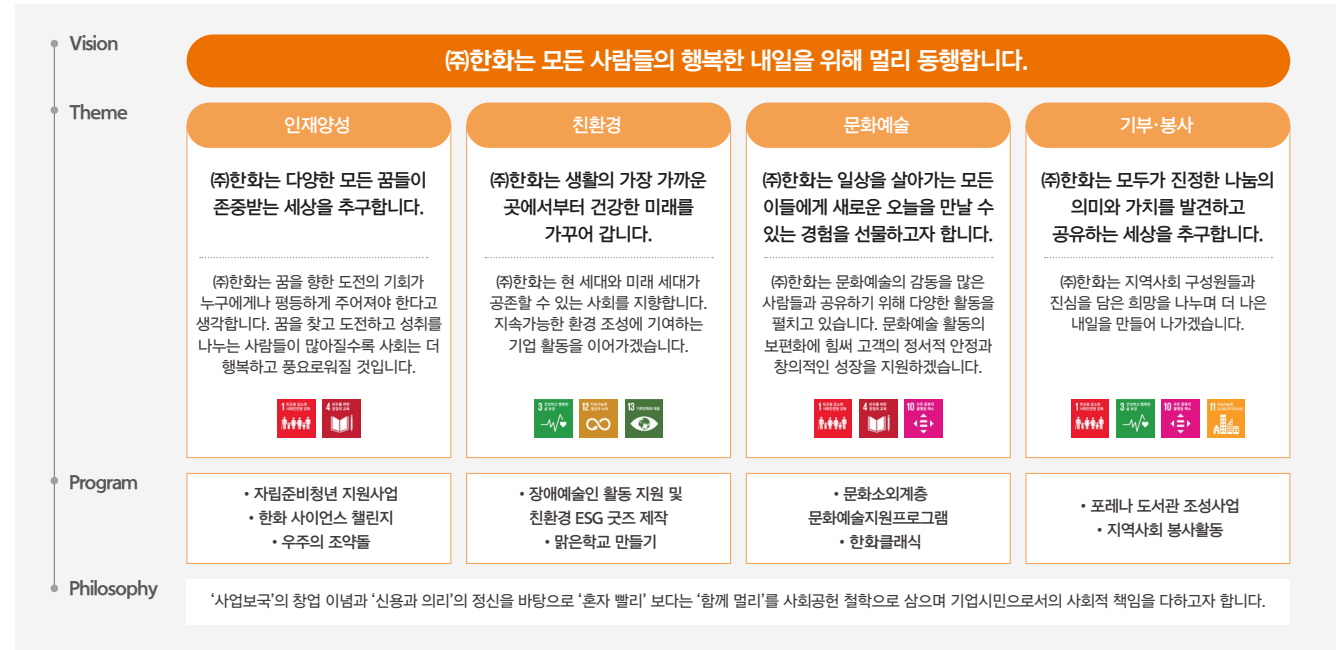 Vision
㈜한화는 모든 사람들의 행복한 내일을 위해 멀리 동행합니다.
Theme
인재양성
㈜한화는 다양한 모든 꿈들이
존중받는 세상을 추구합니다.
㈜한화는 꿈을 향한 도전의 기회가
누구에게나 평등하게 주어져야 한다고
생각합니다. 꿈을 찾고 도전하고 성취를
나누는 사람들이 많아질수록 사회는 더
행복하고 풍요로워질 것입니다.
1
4
친환경
㈜한화는 생활의 가장 가까운
곳에서부터 건강한 미래를
가꾸어 갑니다.
㈜한화는 현 세대와 미래 세대가
공존할 수 있는 사회를 지향합니다.
지속가능한 환경 조성에 기여하는
기업 활동을 이어가겠습니다.
3
12
13
문화예술
㈜한화는 일상을 살아가는 모든
이들에게 새로운 오늘을 만날 수
있는 경험을 선물하고자 합니다.
㈜한화는 문화예술의 감동을 많은
사람들과 공유하기 위해 다양한 활동을
펼치고 있습니다. 문화예술 활동의
보편화에 힘써 고객의 정서적 안정과
창의적인 성장을 지원하겠습니다.
1
4
10
기부·봉사
㈜한화는 모두가 진정한 나눔의
의미와 가치를 발견하고
공유하는 세상을 추구합니다.
㈜한화는 지역사회 구성원들과
진심을 담은 희망을 나누며 더 나은
내일을 만들어 나가겠습니다.
1
3
10
11
Program
• 자립준비청년 지원사업
• 한화 사이언스 챌린지
• 우주의 조약돌
• 장애예술인 활동 지원 및
친환경 ESG 굿즈 제작
• 맑은학교 만들기
• 문화소외계층
문화예술지원프로그램
• 한화클래식
• 포레나 도서관 조성사업
• 지역사회 봉사활동
Philosophy
‘사업보국’의 창업 이념과 ‘신용과 의리’의 정신을 바탕으로 ‘혼자 빨리’ 보다는 ‘함께 멀리’를 사회공헌 철학으로 삼으며 기업시민으로서의 사회적 책임을 다하고자 합니다.